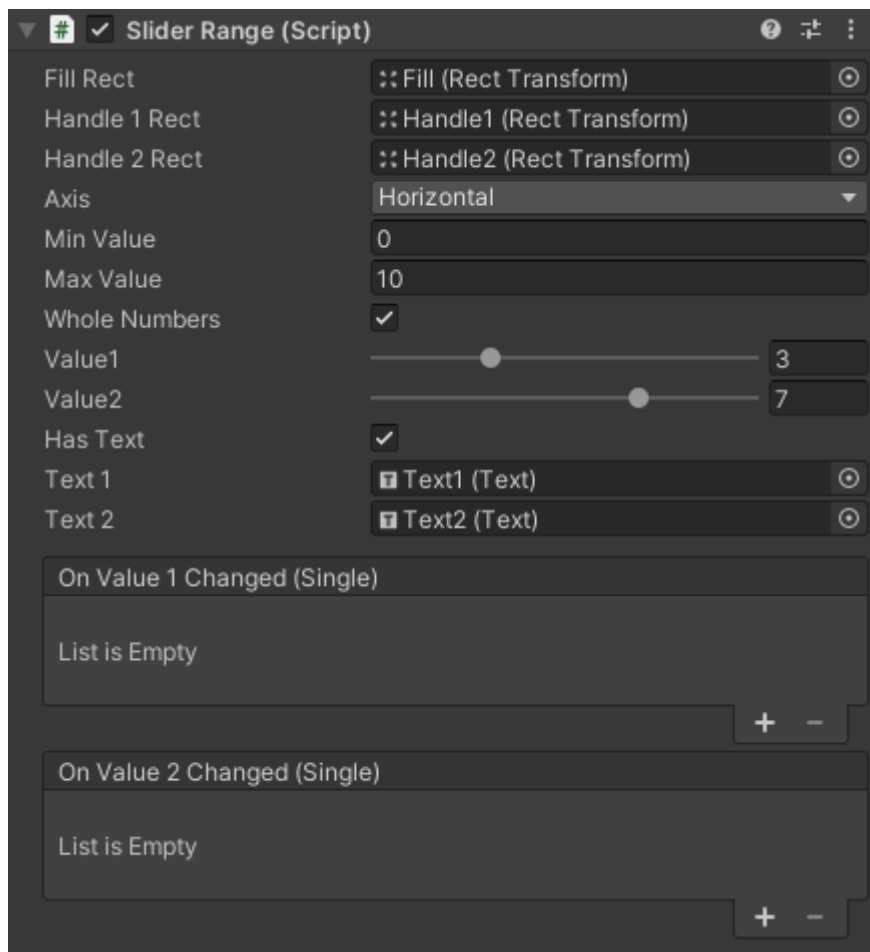 Slider Range (Script)
Fill Rect Fill (Rect Transform)
Handle 1 Rect Handle1 (Rect Transform)
Handle 2 Rect Handle2 (Rect Transform)
Axis Horizontal
Min Value 0
Max Value 10
Whole Numbers
Value1 3
Value2 7
Has Text
Text 1 Text1 (Text)
Text 2 Text2 (Text)
On Value 1 Changed (Single)
List is Empty
On Value 2 Changed (Single)
List is Empty